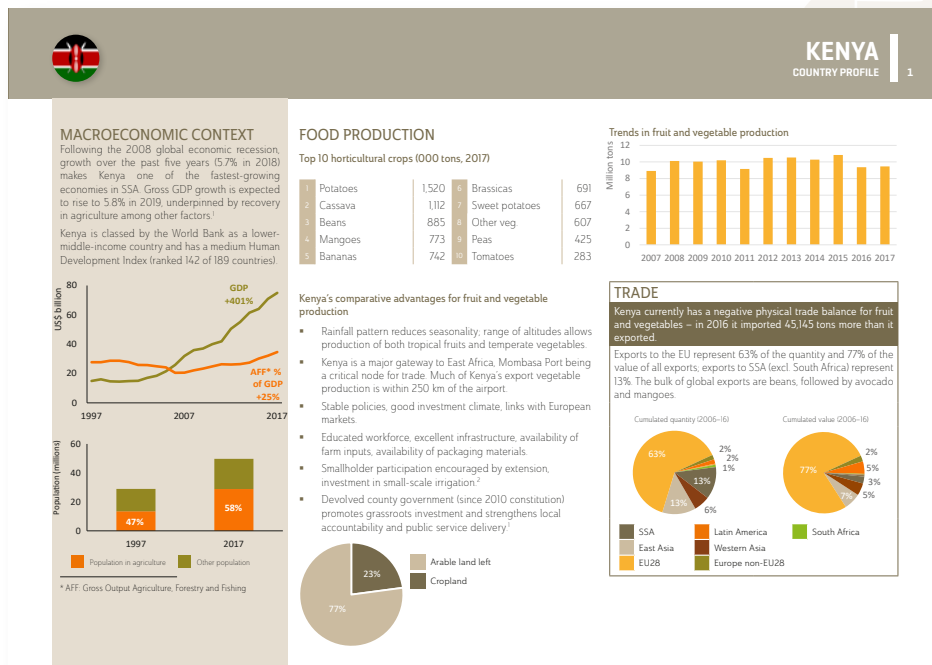 KENYA
COUNTRY PROFILE
1
MACROECONOMIC CONTEXT
Following the 2008 global economic recession,
growth over the past five years (5.7% in 2018)
makes Kenya one of the fastest-growing
economies in SSA. Gross GDP growth is expected
to rise to 5.8% in 2019, underpinned by recovery
in agriculture among other factors.¹
Kenya is classed by the World Bank as a lower-
middle-income country and has a medium Human
Development Index (ranked 142 of 189 countries).
US$ billion
80
60
40
20
0
GDP
+401%
AFF* %
of GDP
+25%
1997 2007 2017
Population (millions)
60
40
20
0
47%
58%
1997 2017
Population in agriculture Other population
* AFF: Gross Output Agriculture, Forestry and Fishing
FOOD PRODUCTION
Top 10 horticultural crops (000 tons, 2017)
1 Potatoes 1,520 6 Brassicas 691
2 Cassava 1,112 7 Sweet potatoes 667
3 Beans 885 8 Other veg 607
4 Mangoes 773 9 Peas 425
5 Bananas 742 10 Tomatoes 283
Kenya's comparative advantages for fruit and vegetable
production
▪ Rainfall pattern reduces seasonality; range of altitudes allows
production of both tropical fruits and temperate vegetables.
▪ Kenya is a major gateway to East Africa, Mombasa Port being
a critical node for trade. Much of Kenya's export vegetable
production is within 250 km of the airport.
▪ Stable policies, good investment climate, links with European
markets.
▪ Educated workforce, excellent infrastructure, availability of
farm inputs, availability of packaging materials.
▪ Smallholder participation encouraged by extension,
investment in small-scale irrigation.²
▪ Devolved county government (since 2010 constitution)
promotes grassroots investment and strengthens local
accountability and public service delivery.¹
23%
77%
Arable land left
Cropland
Trends in fruit and vegetable production
Million tons
12
10
8
6
4
2
0
2007 2008 2009 2010 2011 2012 2013 2014 2015 2016 2017
TRADE
Kenya currently has a negative physical trade balance for fruit
and vegetables – in 2016 it imported 45,145 tons more than it
exported.
Exports to the EU represent 63% of the quantity and 77% of the
value of all exports; exports to SSA (excl. South Africa) represent
13%. The bulk of global exports are beans, followed by avocado
and mangoes.
Cumulated quantity (2006–16)
63%
2%
2%
1%
13%
6%
13%
Cumulated value (2006–16)
77%
2%
5%
3%
5%
7%
SSA Latin America South Africa
East Asia Western Asia
EU28 Europe non-EU28